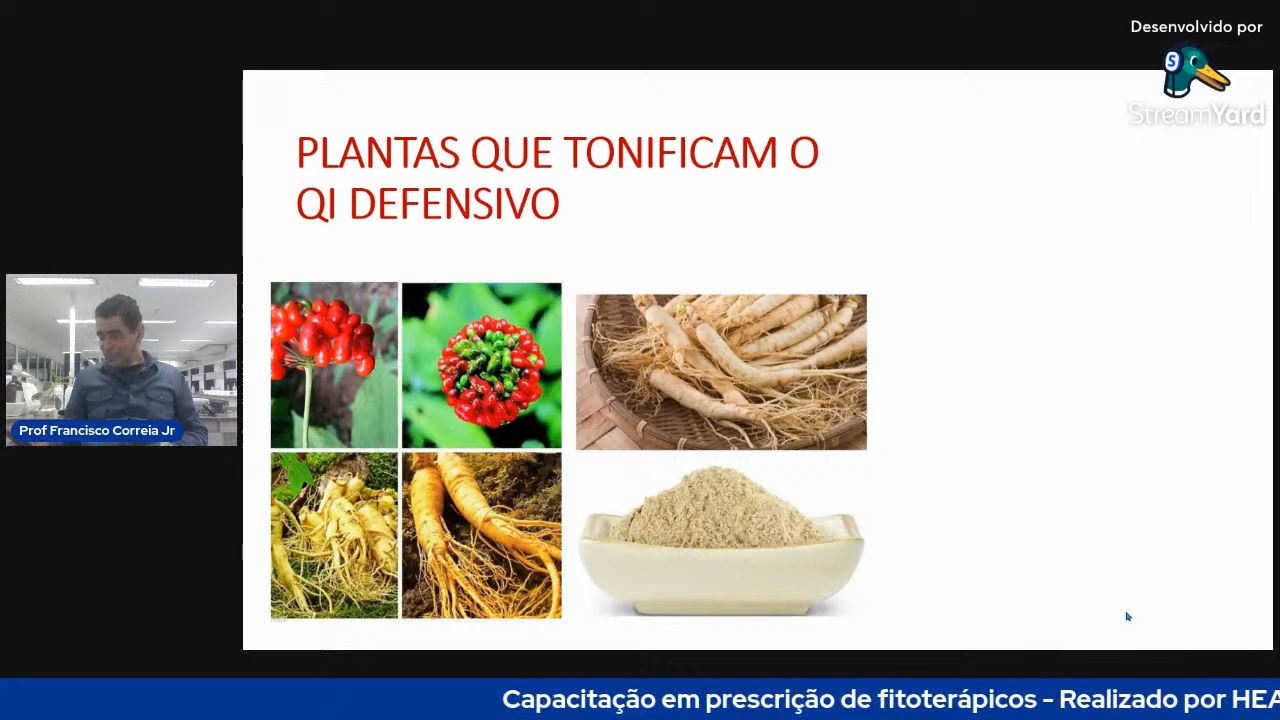 Desenvolvido por
S
StreamYard
PLANTAS QUE TONIFICAM O
QI DEFENSIVO
Prof Francisco Correia Jr
Capacitação em prescrição de fitoterápicos - Realizado por HEA